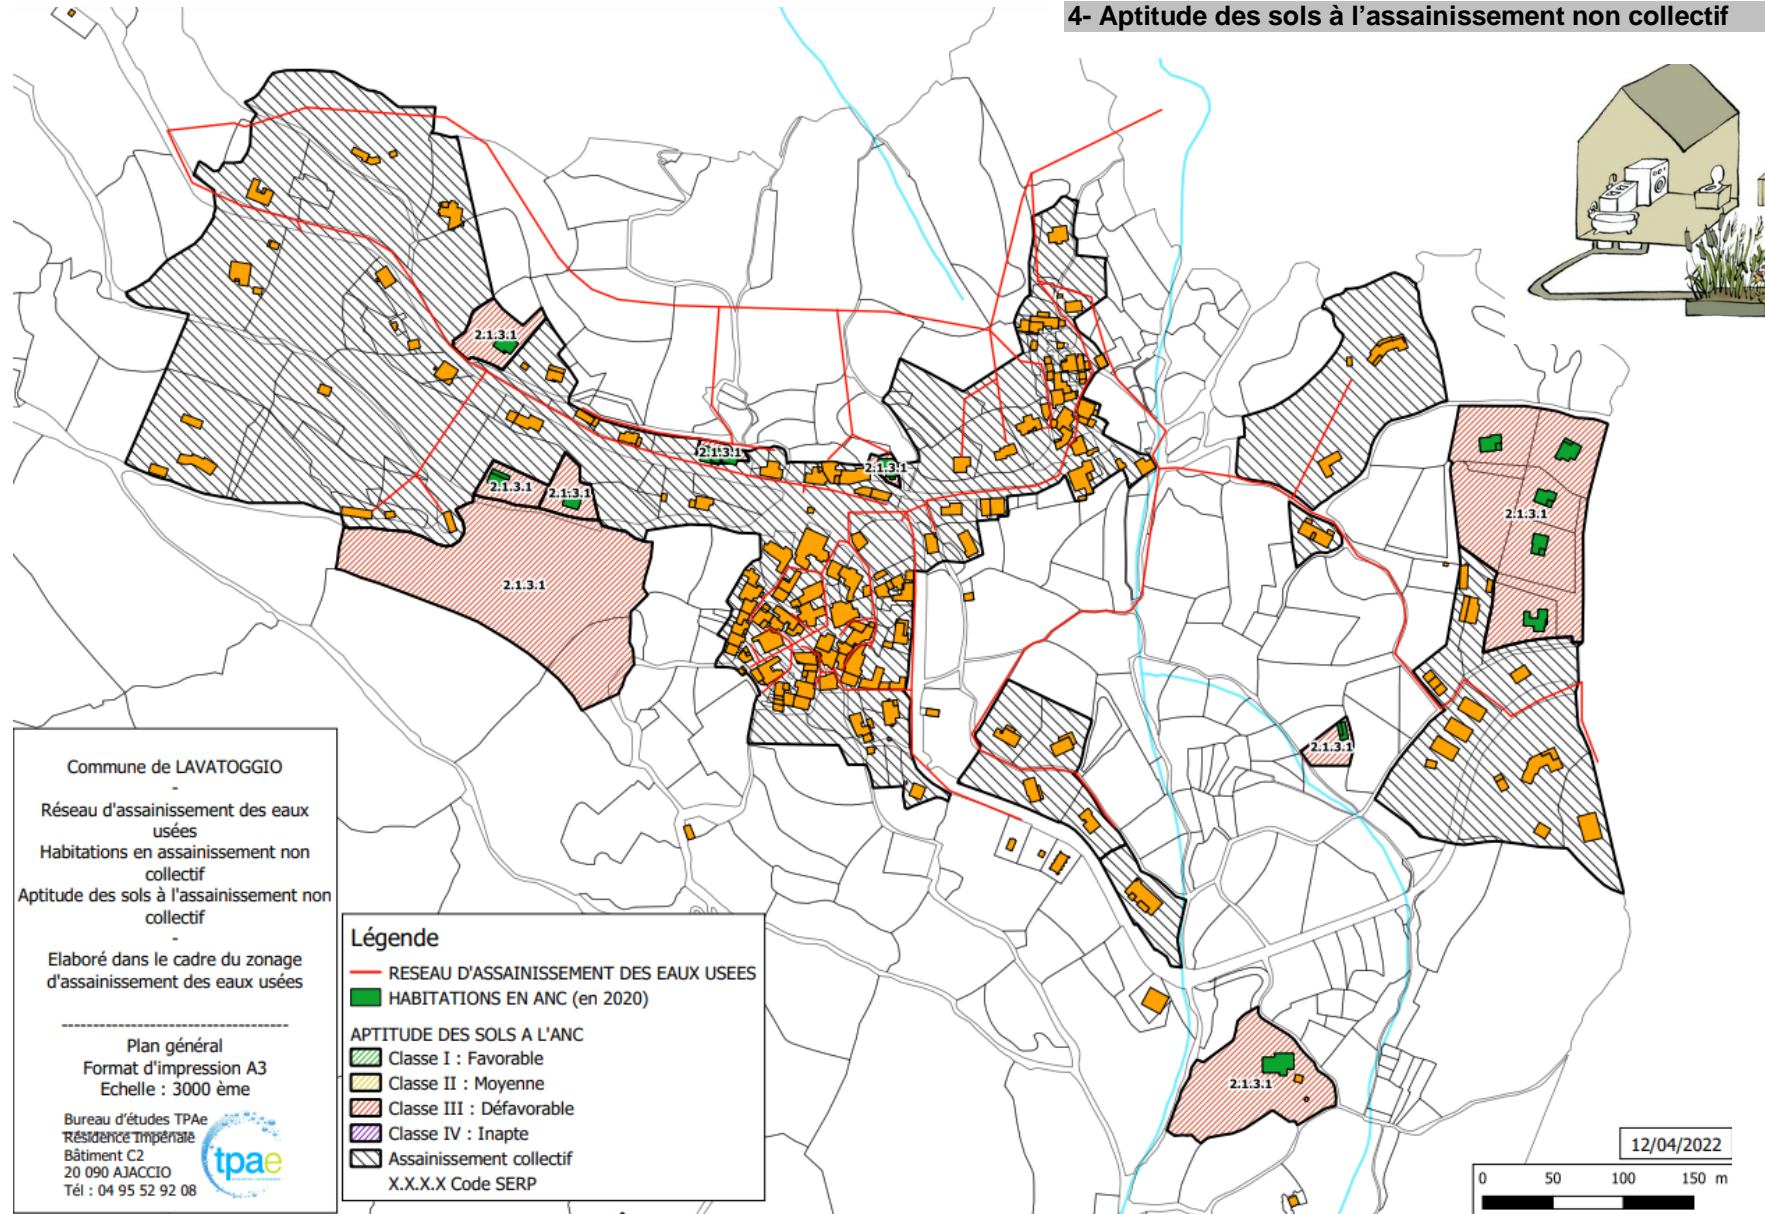 4- Aptitude des sols à l'assainissement non collectif
2.1.3.1
2.1.3.1
2.1.3.1
2.1.3.1
2.1.3.1
2.1.3.1
2.1.3.1
2.1.3.1
2.1.3.1
Commune de LAVATOGGIO
-
Réseau d'assainissement des eaux
usées
Habitations en assainissement non
collectif
Aptitude des sols à l'assainissement non
collectif
-
Elaboré dans le cadre du zonage
d'assainissement des eaux usées
-------------------------------------
Plan général
Format d'impression A3
Echelle : 3000 ème
Bureau d'études TPAe
Résidence Impériale
Bâtiment C2
20 090 AJACCIO
Tél : 04 95 52 92 08
tpae
Légende
RESEAU D'ASSAINISSEMENT DES EAUX USEES
HABITATIONS EN ANC (en 2020)
APTITUDE DES SOLS A L'ANC
Classe I : Favorable
Classe II : Moyenne
Classe III : Défavorable
Classe IV : Inapte
Assainissement collectif
X.X.X.X Code SERP
12/04/2022
0 50 100 150 m